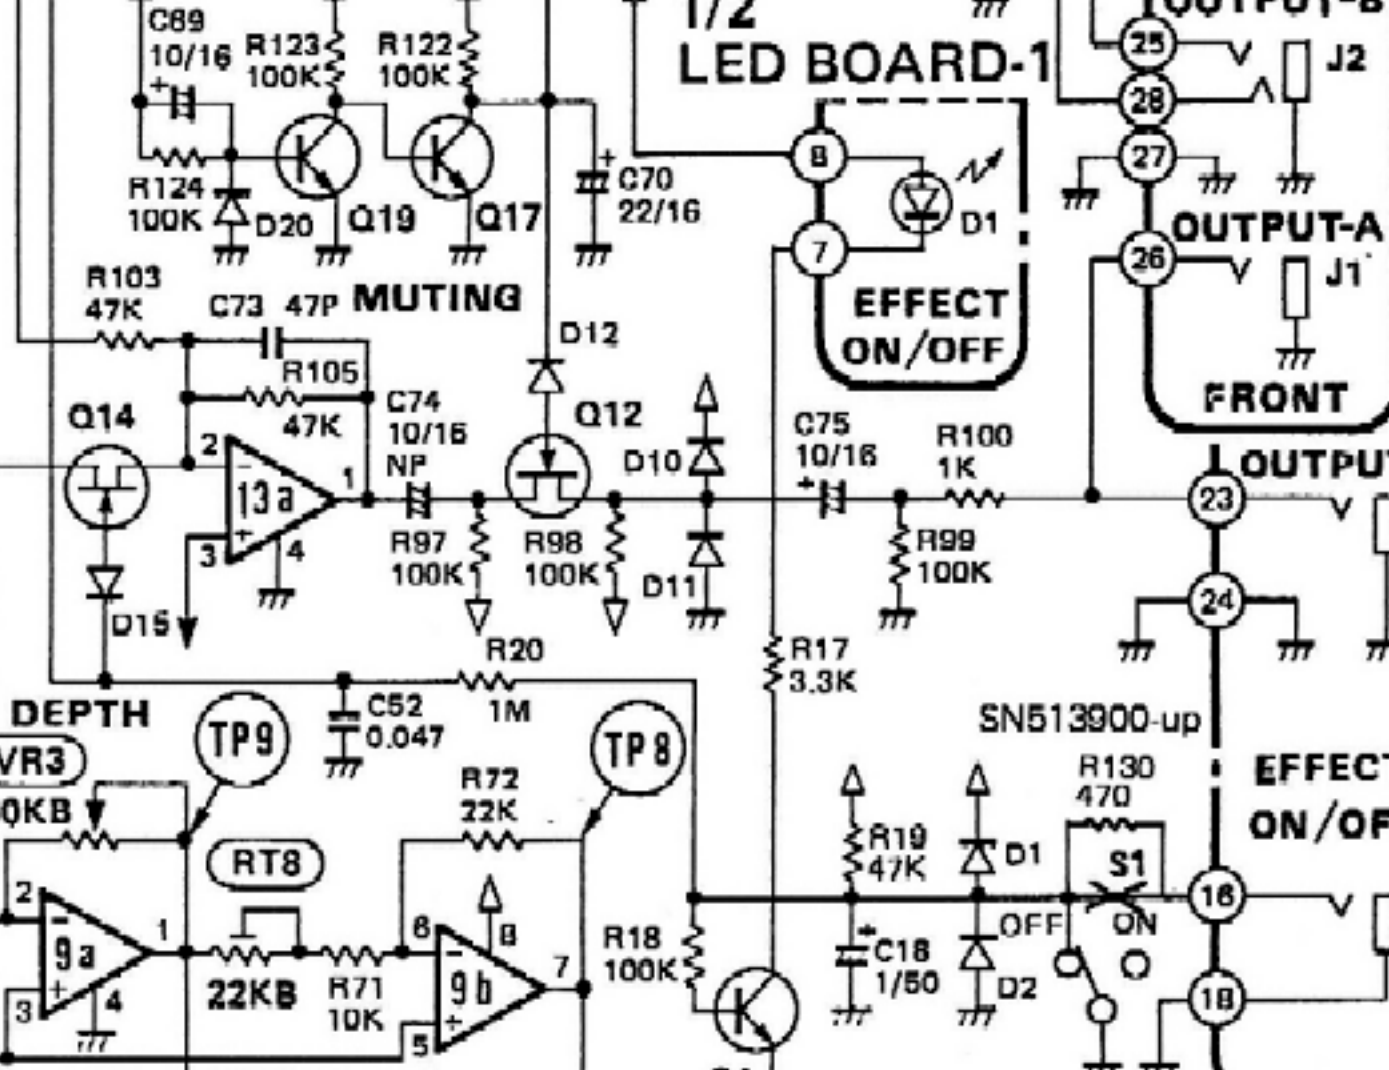 C69
10/16
R123
100K
R122
100K
1/2
LED BOARD-1
25
J2
28
27
8
R124
100K
D20
Q19
Q17
C70
22/16
D1
7
OUTPUT-A
26
J1
R103
47K
C73 47P
MUTING
EFFECT
ON/OFF
D12
R105
47K
Q14
C74
10/16
NP
Q12
FRONT
2
-
13a
1
+
3
4
D10
C75
10/16
+
R100
1K
23
R97
100K
R98
100K
D11
R99
100K
24
D15
R20
1M
R17
3.3K
DEPTH
C52
0.047
TP9
TP8
VR3
SN513900-up
R130
470
R72
22K
RT8
R19
47K
D1
S1
16
ON
OFF
2
-
9a
1
+
3
4
22KB
R71
10K
6
-
8
9b
7
+
5
R18
100K
+
C18
1/50
D2
18